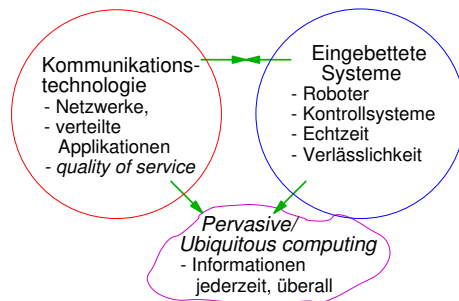 Kommunikations-
technologie
- Netzwerke,
- verteilte
Applikationen
- quality of service
Eingebettete
Systeme
- Roboter
- Kontrollsysteme
- Echtzeit
- Verlässlichkeit
Pervasive/
Ubiquitous computing
- Informationen
jederzeit, überall